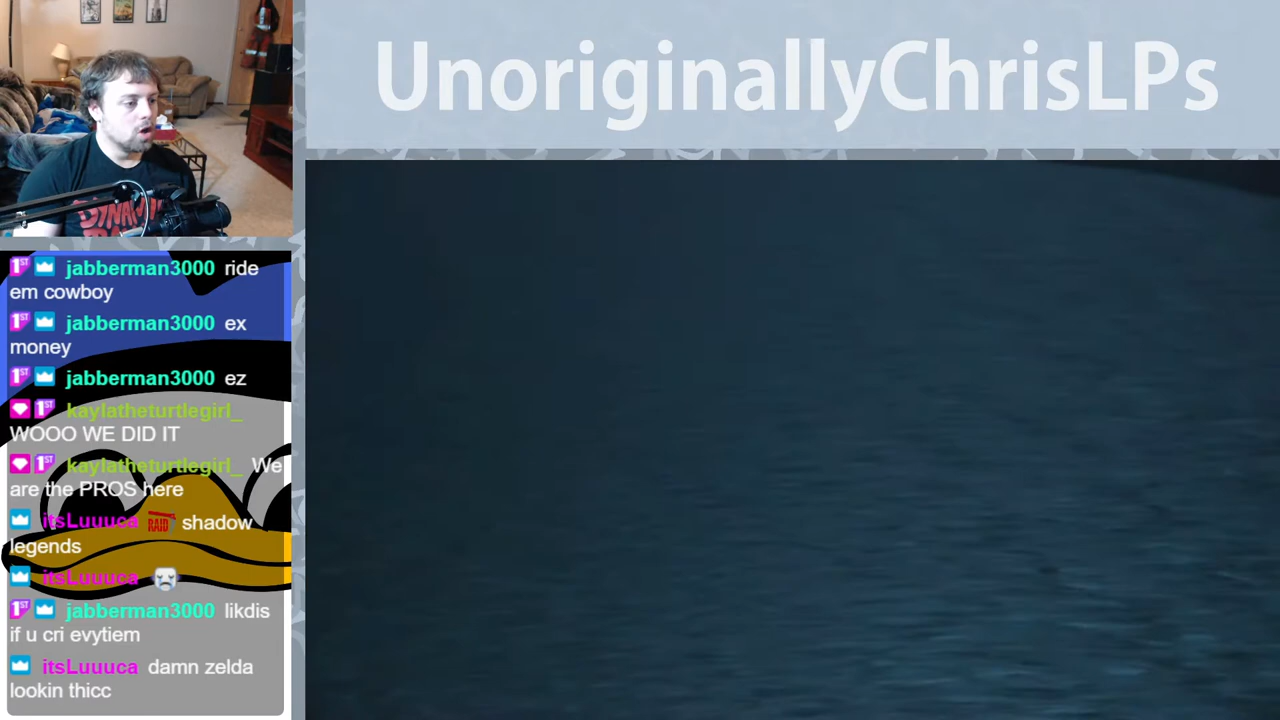 UnoriginallyChrisLPs
jabberman3000 ride
em cowboy
jabberman3000 ex
money
jabberman3000 ez
kaylatheturtlegirl_
WOOO WE DID IT
kaylatheturtlegirl_ We
are the PROS here
itsLuuuca RAID shadow
legends
itsLuuuca
jabberman3000 likdis
if u cri evytiem
itsLuuuca damn zelda
lookin thicc